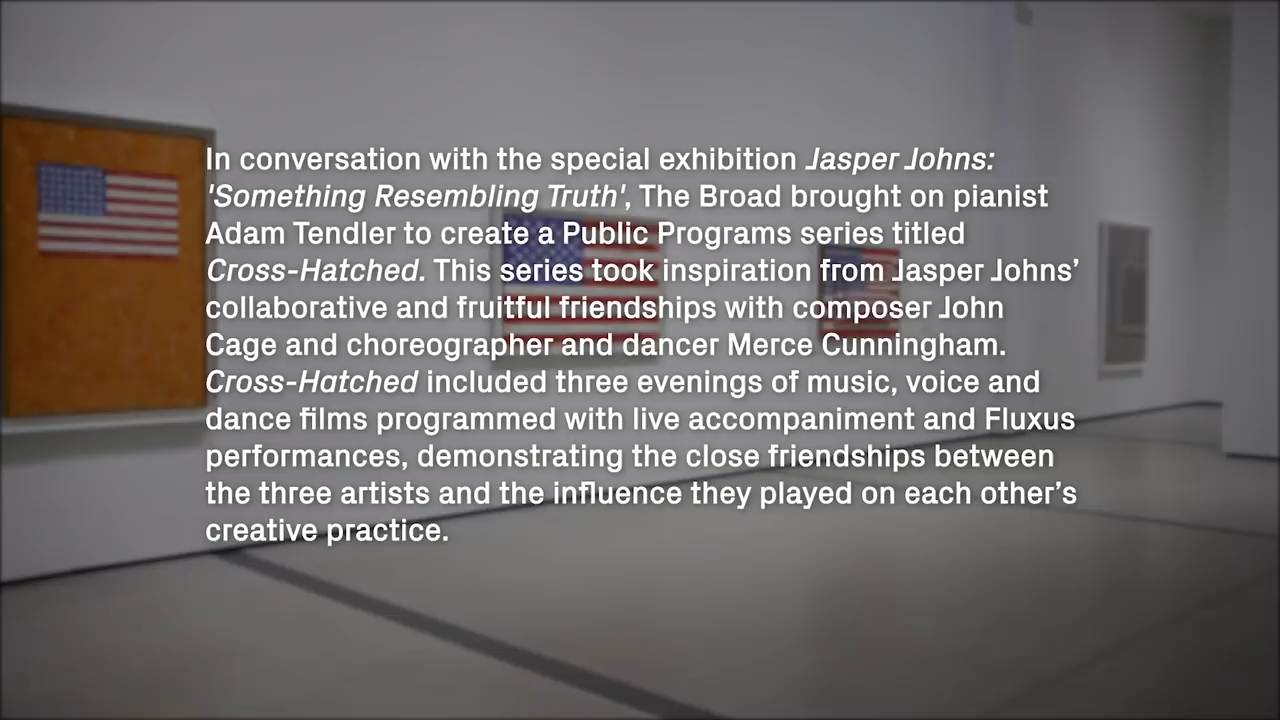 In conversation with the special exhibition Jasper Johns:
'Something Resembling Truth', The Broad brought on pianist
Adam Tendler to create a Public Programs series titled
Cross-Hatched. This series took inspiration from Jasper Johns’
collaborative and fruitful friendships with composer John
Cage and choreographer and dancer Merce Cunningham.
Cross-Hatched included three evenings of music, voice and
dance films programmed with live accompaniment and Fluxus
performances, demonstrating the close friendships between
the three artists and the influence they played on each other’s
creative practice.